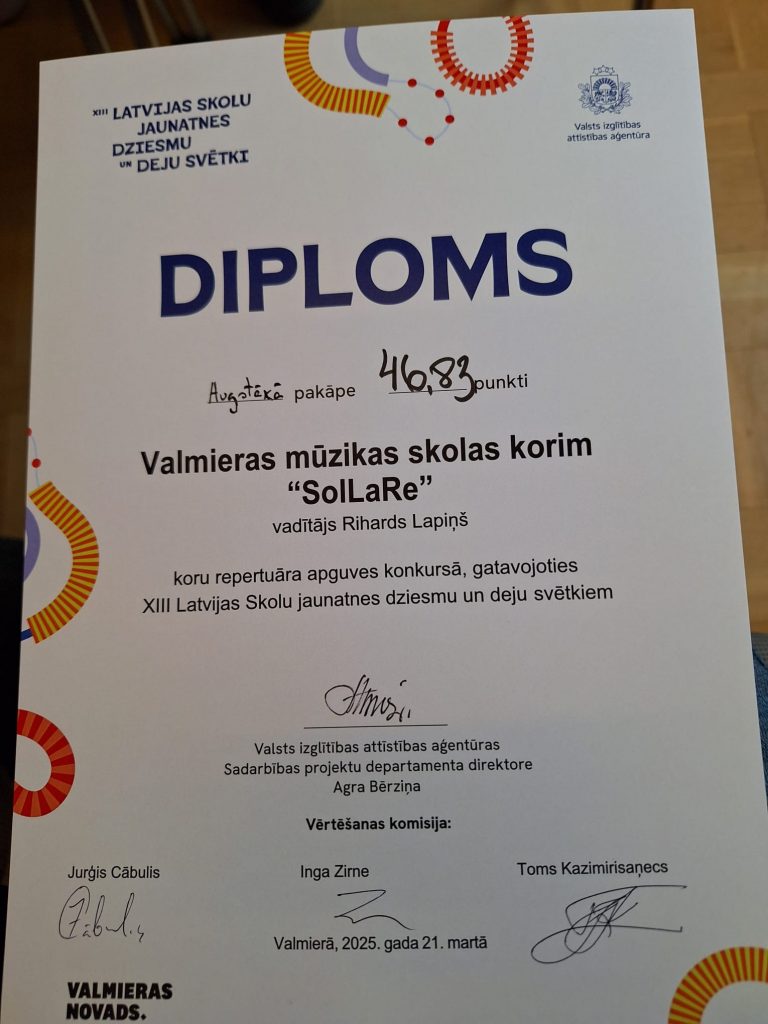 XIII LATVIJAS SKOLU
JAUNATNES
DZIESMU
UN DEJU SVĒTKI
Valsts izglītības
attīstības aģentūra
DIPLOMS
Augstākā pakāpe 46,83 punkti
Valmieras mūzikas skolas korim
“SolLaRe”
vadītājs Rihards Lapiņš
koru repertuāra apguves konkursā, gatavojoties
XIII Latvijas Skolu jaunatnes dziesmu un deju svētkiem
Valsts izglītības attīstības aģentūras
Sadarbības projektu departamenta direktore
Agra Bērziņa
Vērtēšanas komisija:
Jurģis Cābulis Inga Zirne Toms Kazimirisaņecs
Valmierā, 2025. gada 21. martā
VALMIERAS
NOVADS.